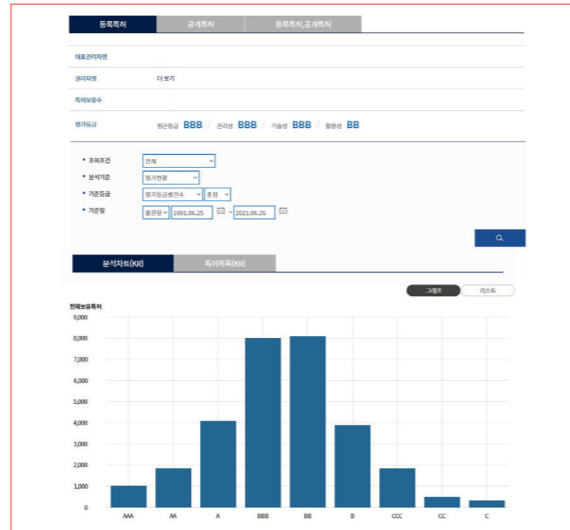 등록특허 공개특허 등록특허,공개특허
대표권리자명
권리자명 더 보기
특허보유수
평가등급 평균등급 BBB / 권리성 BBB / 기술성 BBB / 활용성 BB
• 조회조건 전체
• 분석기준 평가현황
• 기준등급 평가등급별건수 종합
• 기준일 출원일 1991.06.25 ~ 2021.06.26
분석차트(KR) 특허목록(KR)
그래프 리스트
전체보유특허
9,000
8,000
7,000
6,000
5,000
4,000
3,000
2,000
1,000
0
AAA AA A BBB BB B CCC CC C